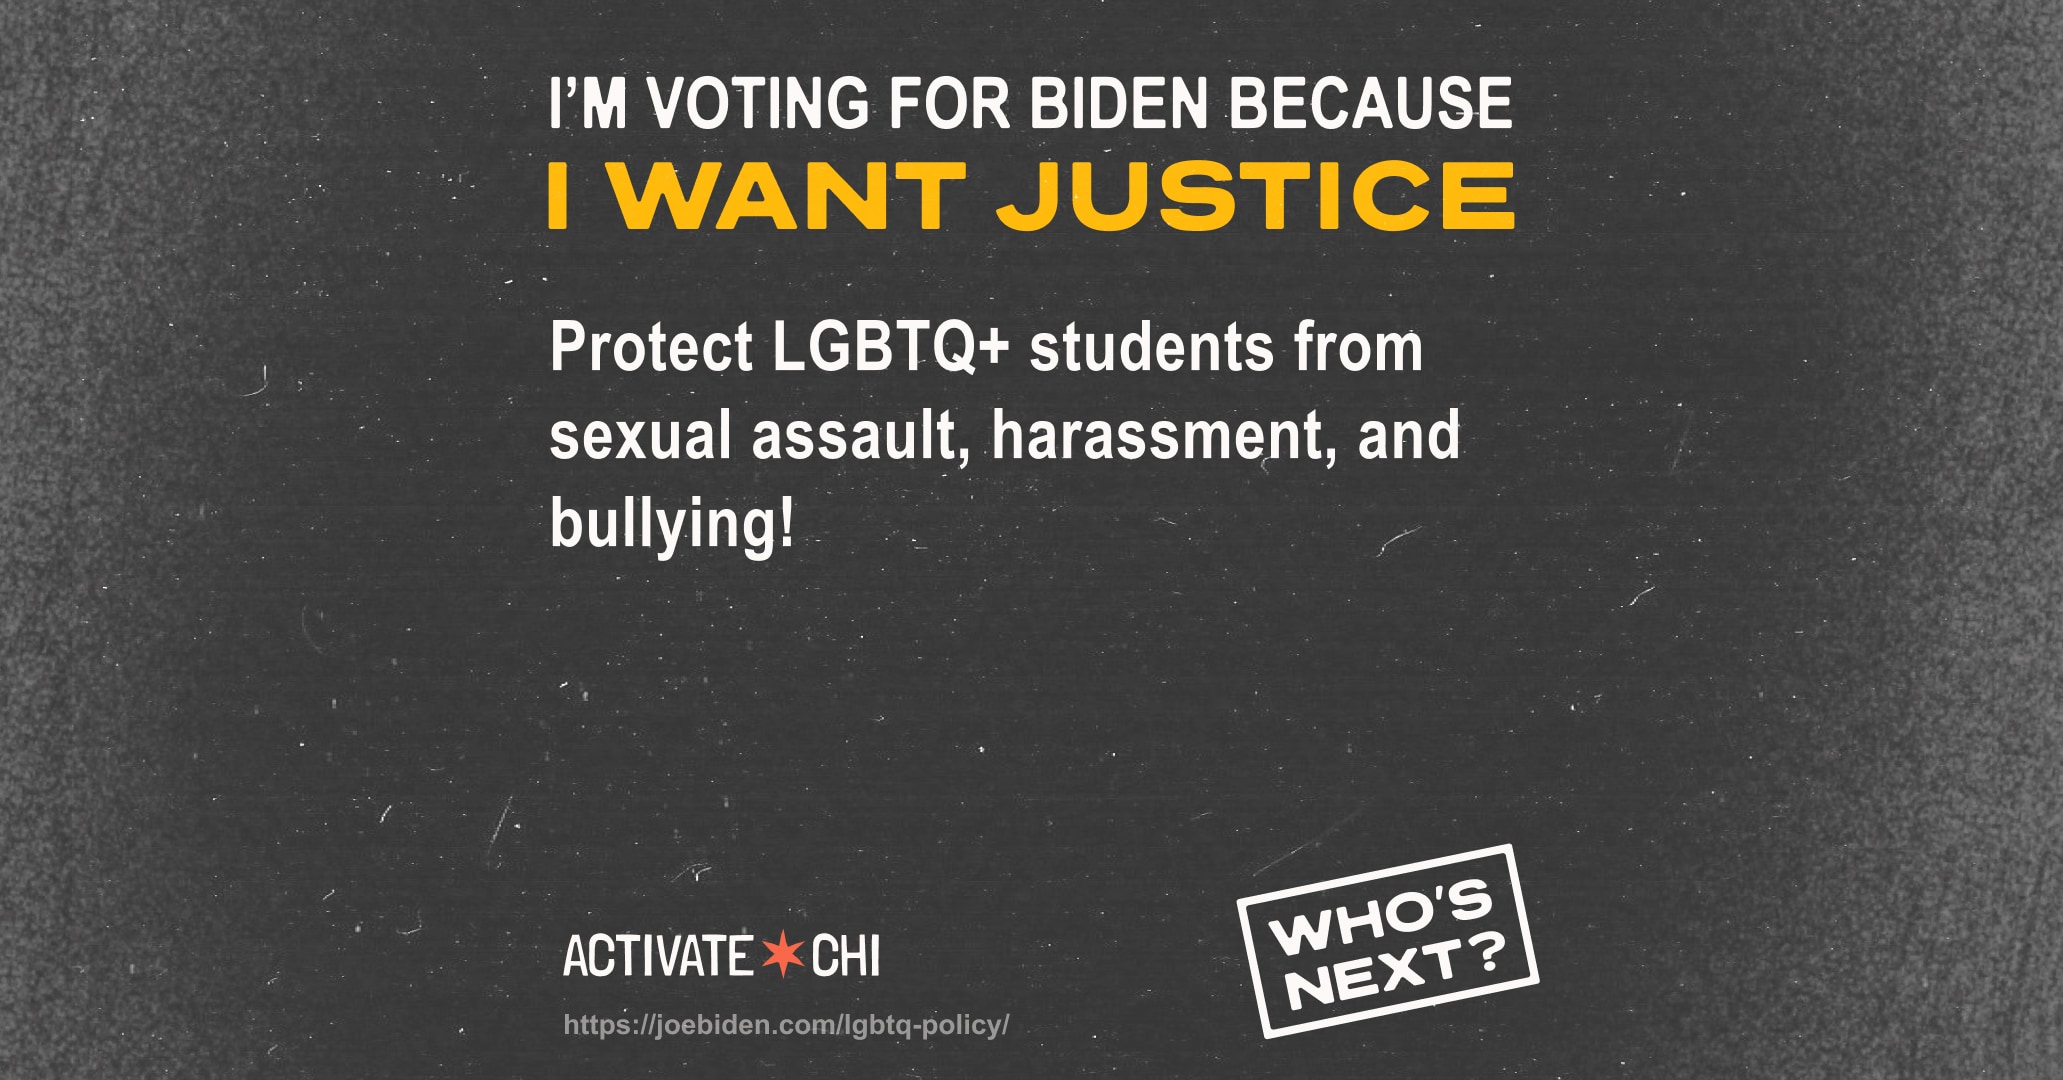 I’M VOTING FOR BIDEN BECAUSE
I WANT JUSTICE
Protect LGBTQ+ students from
sexual assault, harassment, and
bullying!
ACTIVATE CHI
https://joebiden.com/lgbtq-policy/
WHO'S
NEXT?